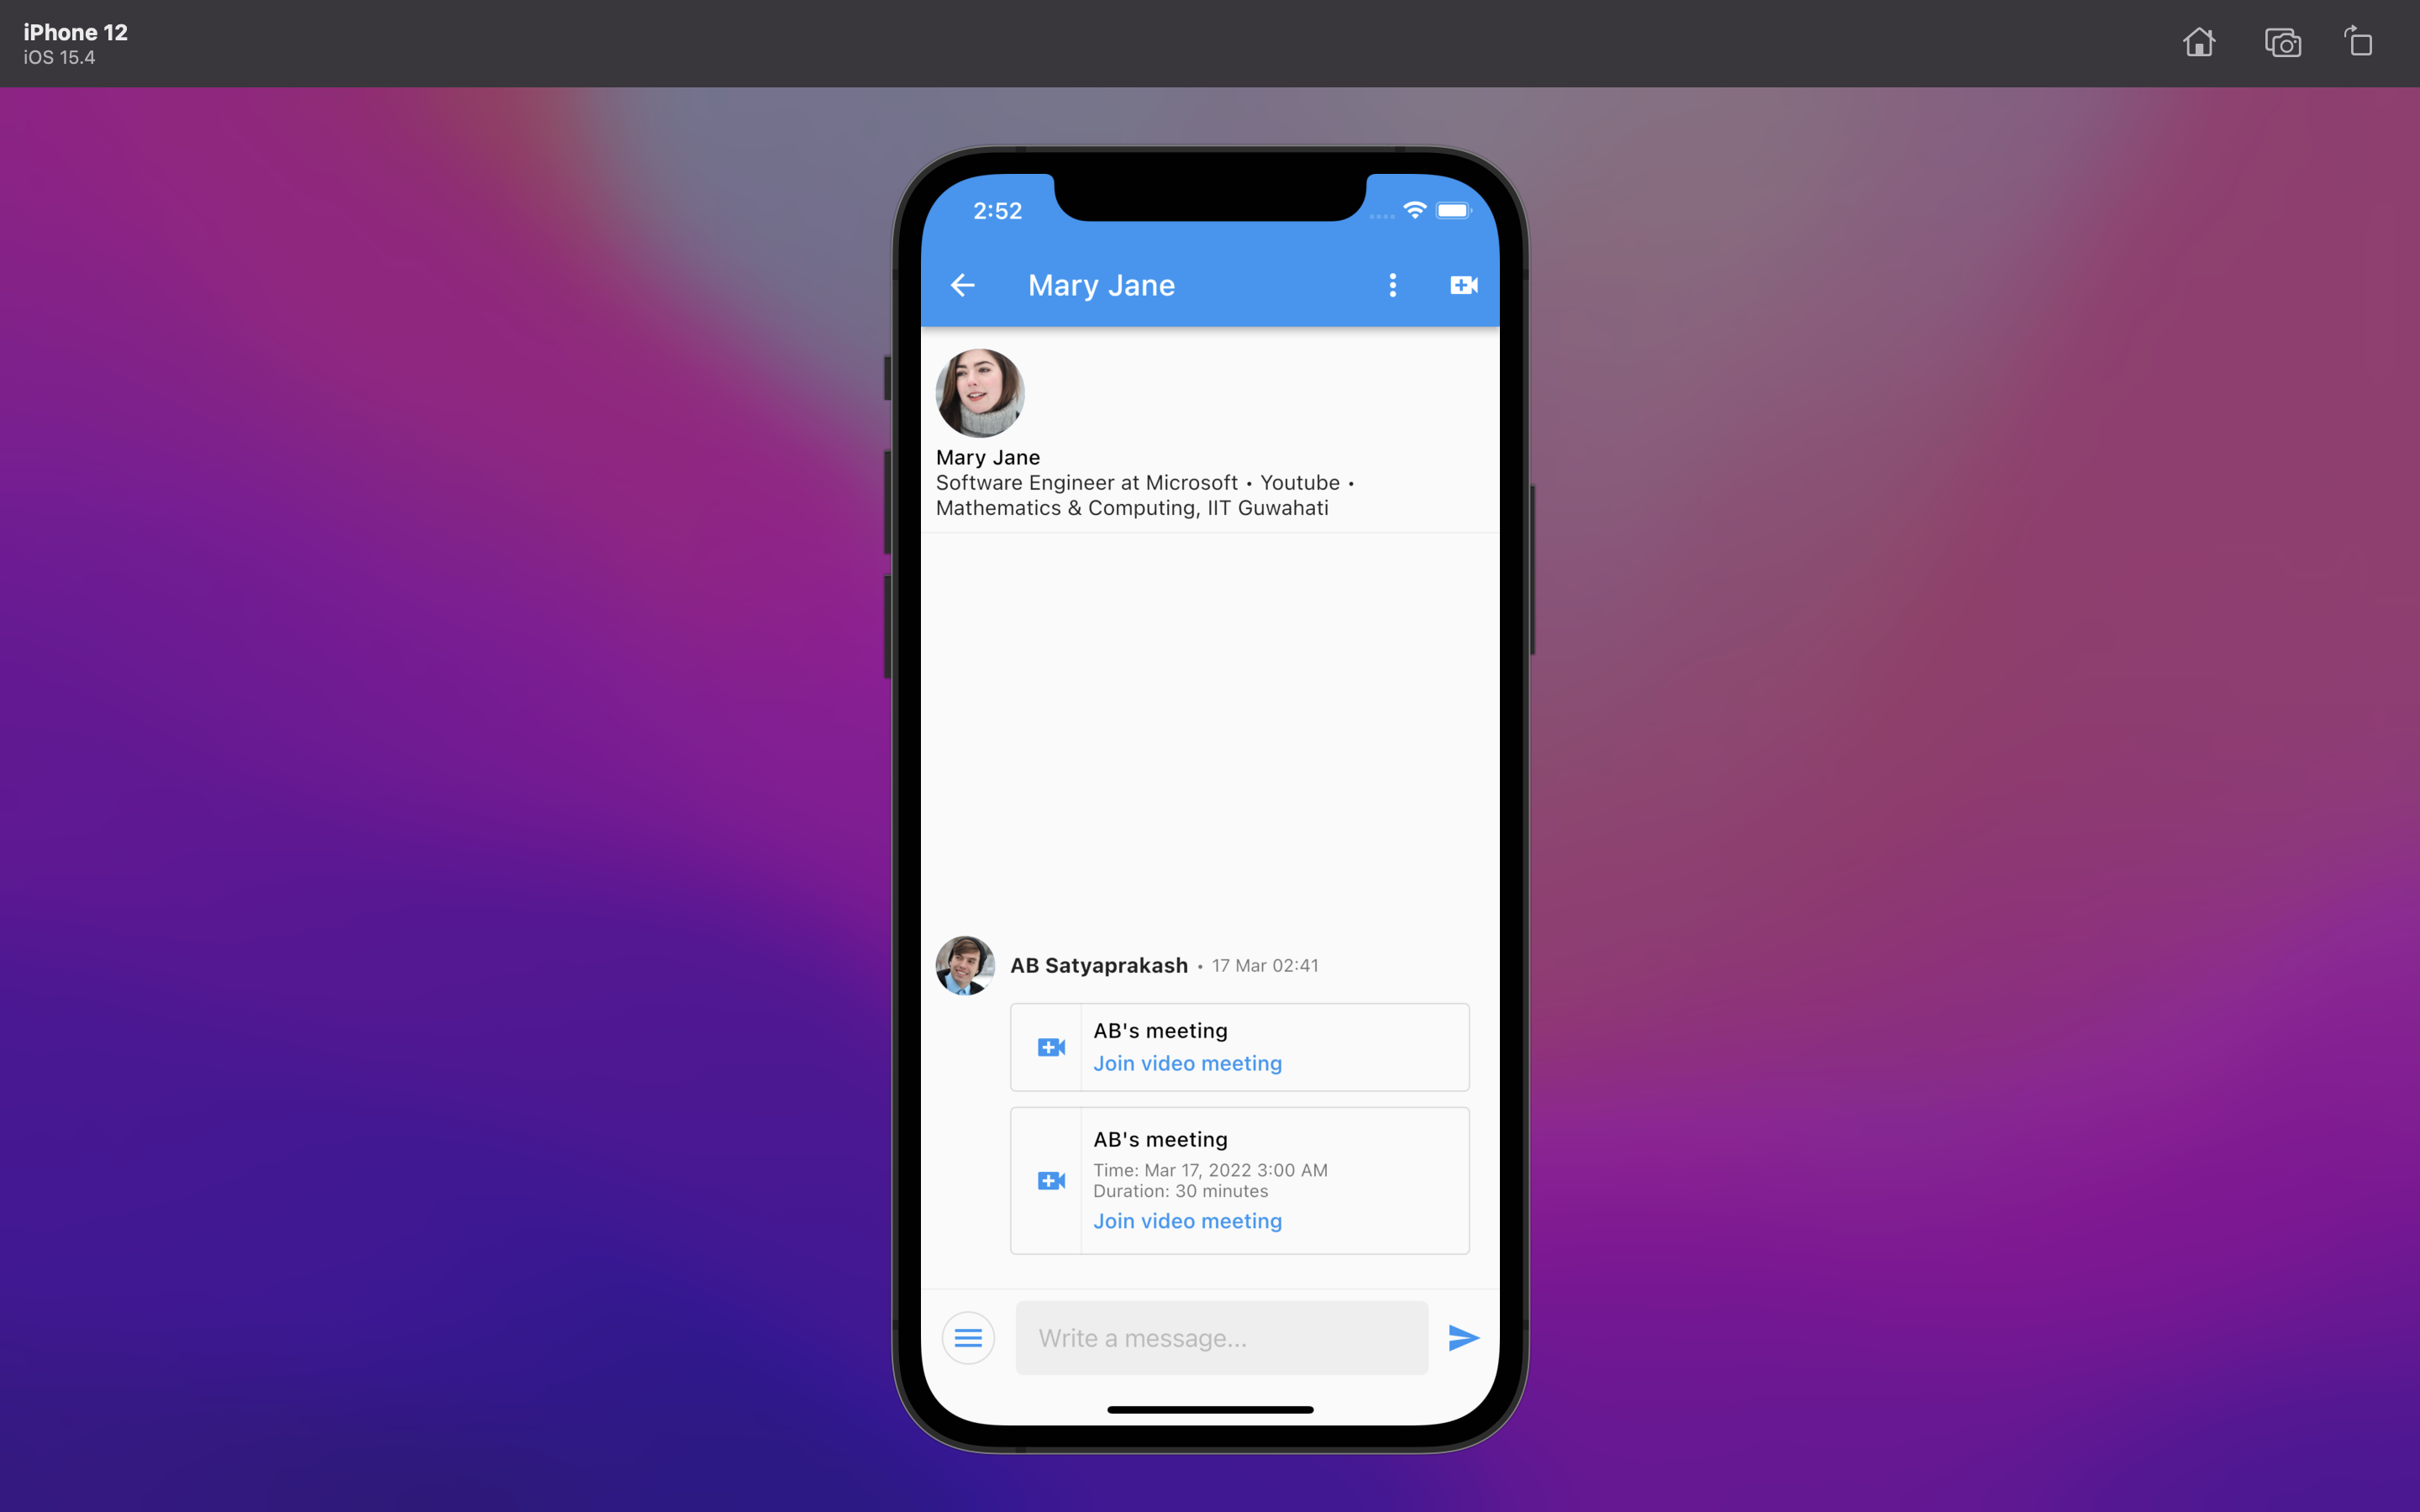 iPhone 12
iOS 15.4
2:52
Mary Jane
Mary Jane
Software Engineer at Microsoft • Youtube •
Mathematics & Computing, IIT Guwahati
AB Satyaprakash • 17 Mar 02:41
AB's meeting
Join video meeting
AB's meeting
Time: Mar 17, 2022 3:00 AM
Duration: 30 minutes
Join video meeting
Write a message...